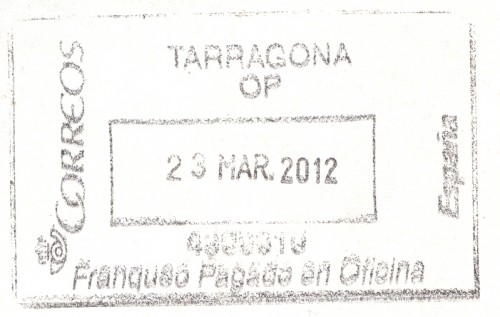 CORREOS
TARRAGONA
OP
23 MAR. 2012
España
Franqueo Pagado en Oficina